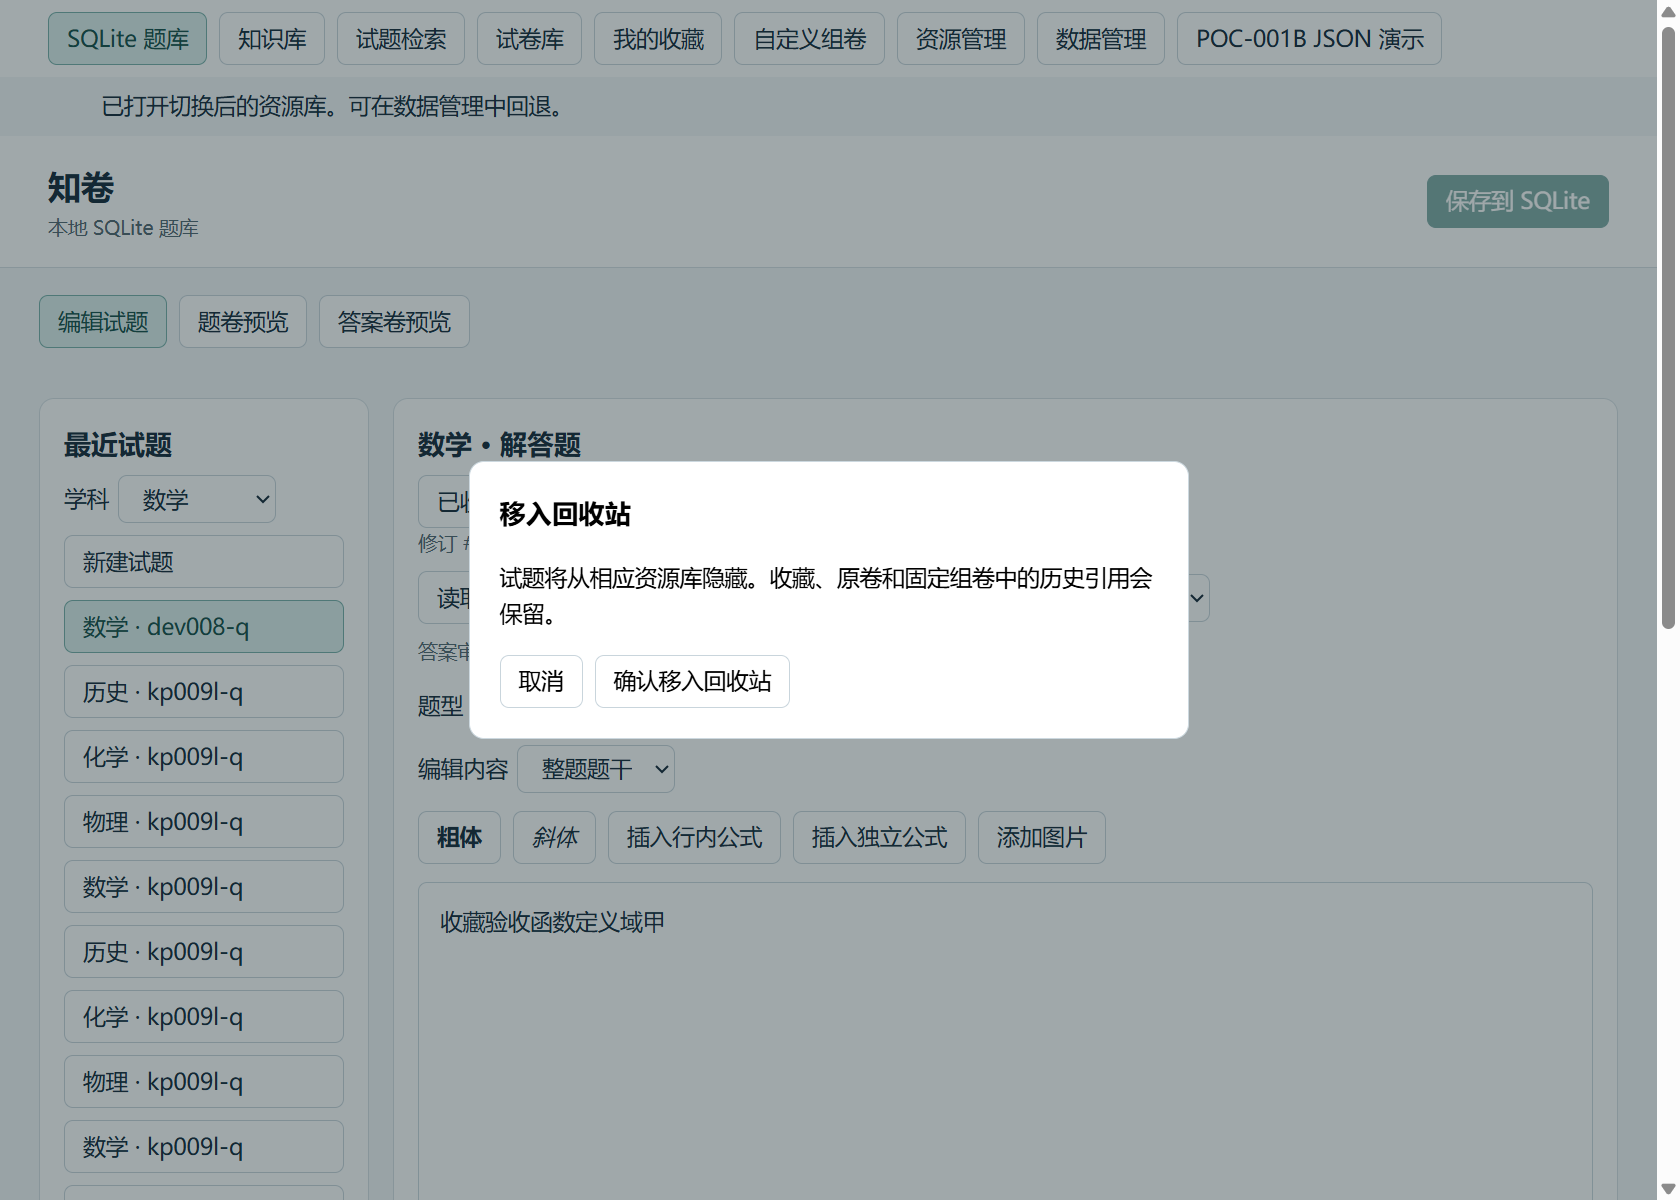 SQLite 题库 知识库 试题检索 试卷库 我的收藏 自定义组卷 资源管理 数据管理 POC-001B JSON 演示
已打开切换后的资源库。可在数据管理中回退。
知卷
本地 SQLite 题库
保存到 SQLite
编辑试题 题卷预览 答案卷预览
最近试题
学科 数学
新建试题
数学 · dev008-q
历史 · kp009l-q
化学 · kp009l-q
物理 · kp009l-q
数学 · kp009l-q
历史 · kp009l-q
化学 · kp009l-q
物理 · kp009l-q
数学 · kp009l-q
数学 · 解答题
已
修订 #
读取
答案
题型
移入回收站
试题将从相应资源库隐藏。收藏、原卷和固定组卷中的历史引用会
保留。
取消 确认移入回收站
编辑内容 整题题干
粗体 斜体 插入行内公式 插入独立公式 添加图片
收藏验收函数定义域甲